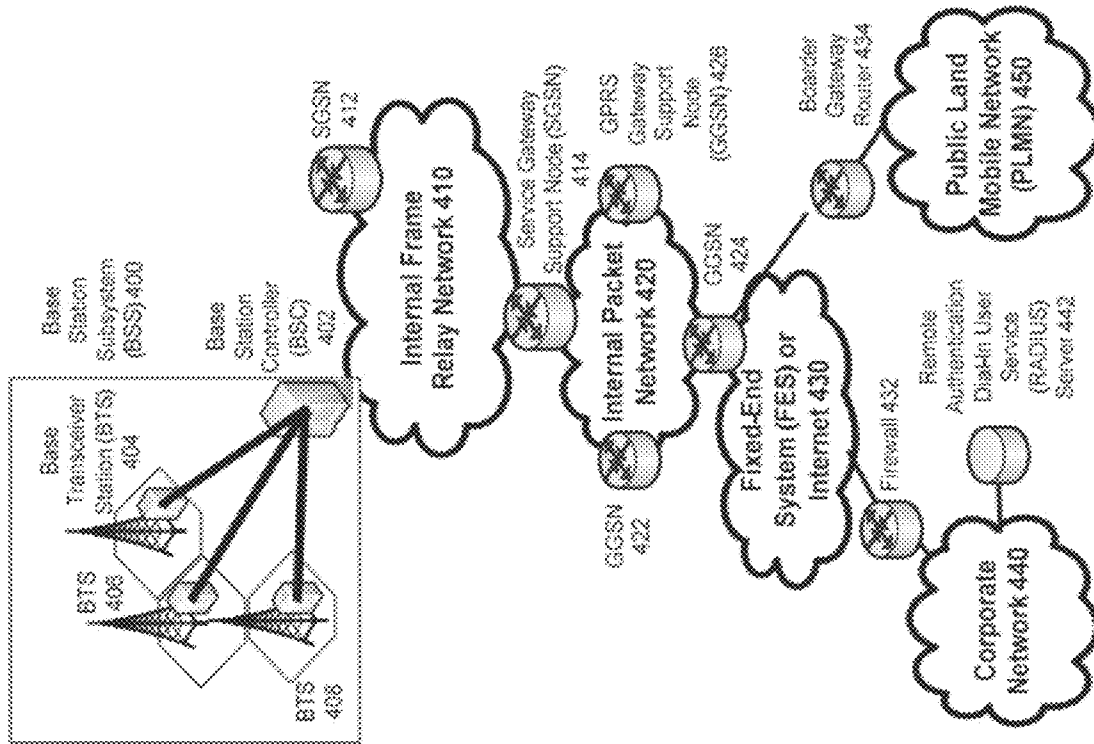 Base
Station
Subsystem
(BSS) 400
Base
Transceiver
Station (BTS)
404
BTS
406
BTS
408
Base
Station
Controller
(BSC)
402
SGSN
412
Internal Frame
Relay Network 410
Service Gateway
Support Node (SGSN)
414
GPRS
Gateway
Support
Node
(GGSN) 426
Internal Packet
Network 420
GGSN
422
GGSN
424
Boarder
Gateway
Router 434
Fixed-End
System (FES) or
Internet 430
Public Land
Mobile Network
(PLMN) 450
Firewall 432
Remote
Authentication
Dial-In User
Service
(RADIUS)
Server 442
Corporate
Network 440